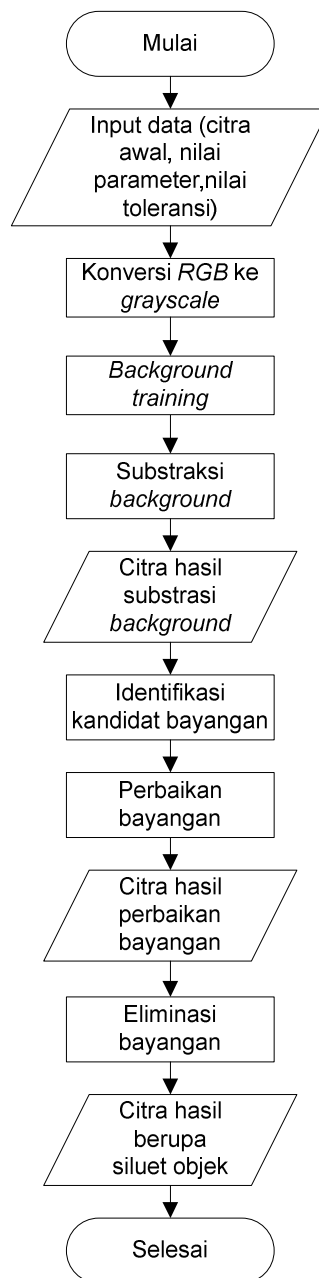 Mulai
Input data (citra
awal, nilai
parameter,nilai
toleransi)
Konversi RGB ke
grayscale
Background
training
Substraksi
background
Citra hasil
substrasi
background
Identifikasi
kandidat bayangan
Perbaikan
bayangan
Citra hasil
perbaikan
bayangan
Eliminasi
bayangan
Citra hasil
berupa
siluet objek
Selesai